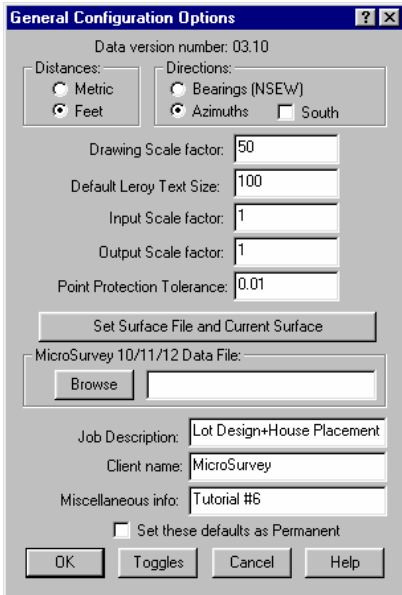 General Configuration Options
Data version number: 03.10
Distances:
Metric
Feet
Directions:
Bearings (NSEW)
Azimuths South
Drawing Scale factor: 50
Default Leroy Text Size: 100
Input Scale factor: 1
Output Scale factor: 1
Point Protection Tolerance: 0.01
Set Surface File and Current Surface
MicroSurvey 10/11/12 Data File:
Browse
Job Description: Lot Design+House Placement
Client name: MicroSurvey
Miscellaneous info: Tutorial #6
Set these defaults as Permanent
OK Toggles Cancel Help